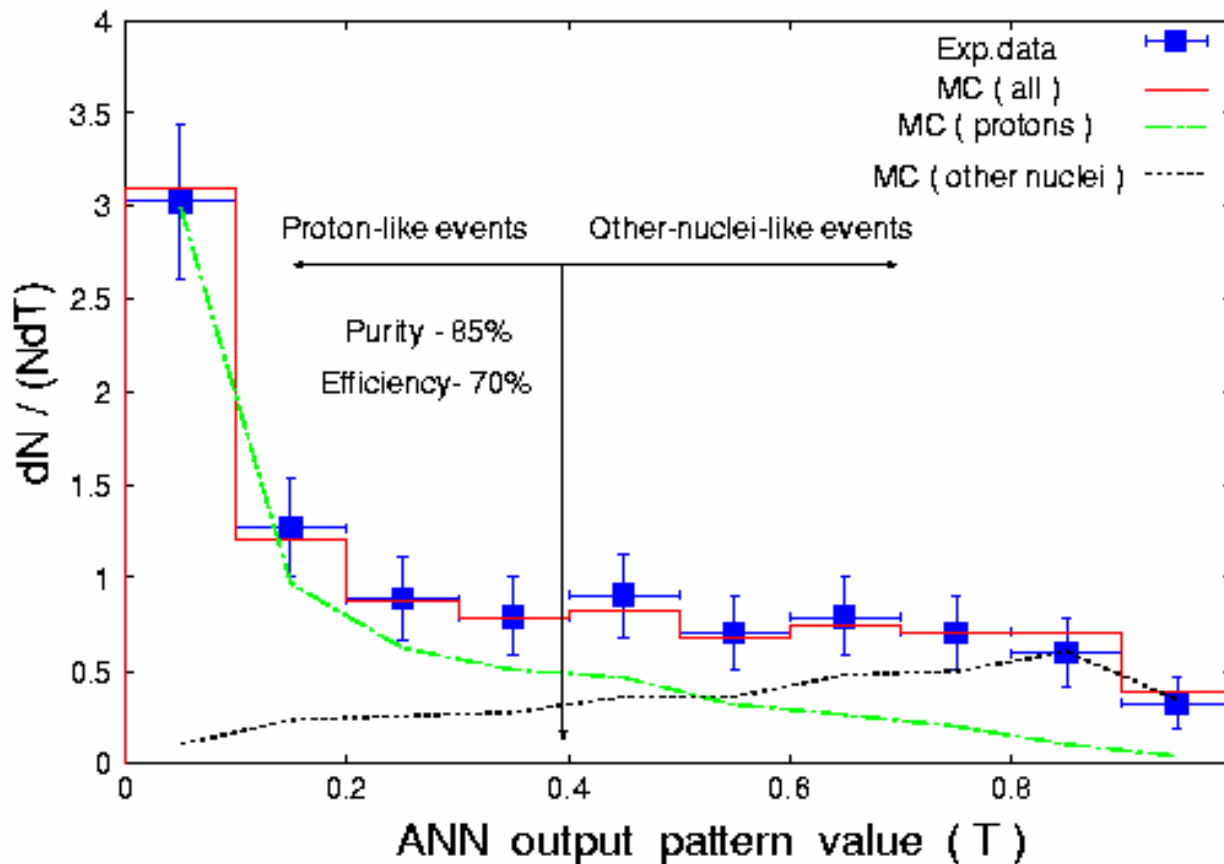 4
3.5
3
2.5
2
1.5
1
0.5
0
dN / (NdT)
Exp.data
MC ( all )
MC ( protons )
MC ( other nuclei )
Proton-like events
Other-nuclei-like events
Purity - 85%
Efficiency- 70%
0 0.2 0.4 0.6 0.8
ANN output pattern value ( T )